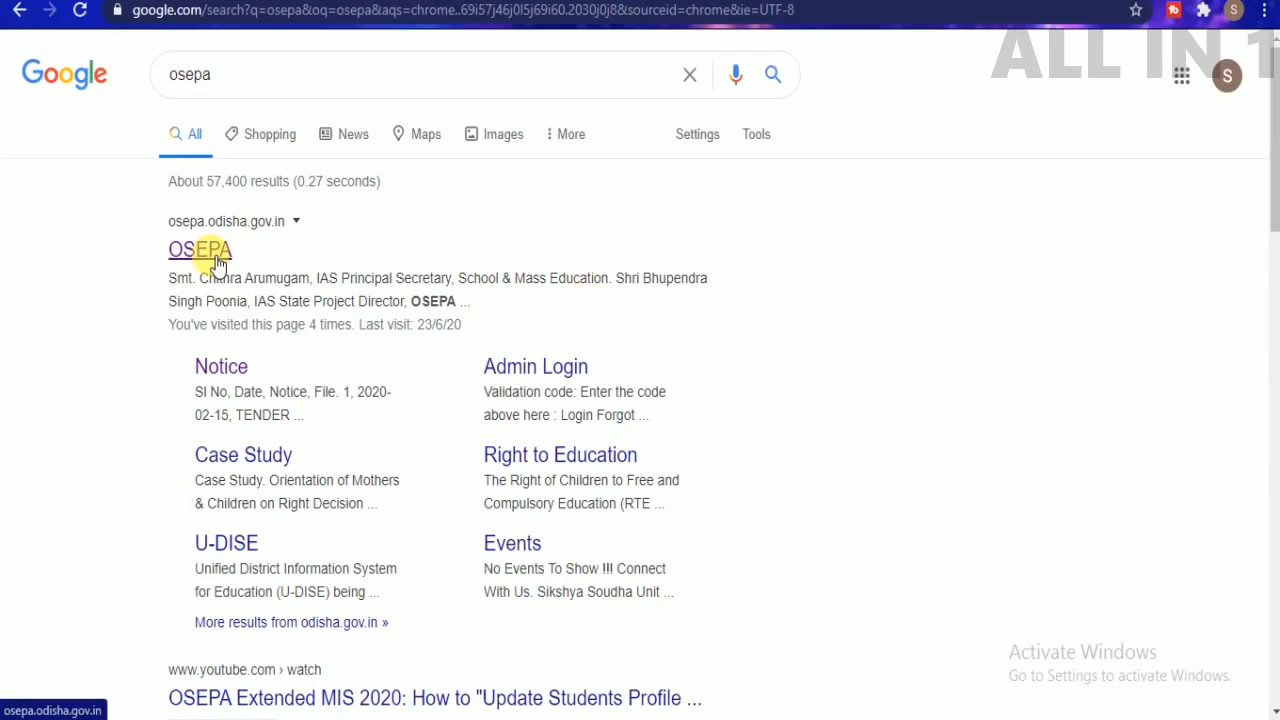 google.com/search?q=osepa&oq=osepa&aqs=chrome..69i57j46j0l5j69i60.2030j0j8&sourceid=chrome&ie=UTF-8
S
ALL IN 1
Google
osepa
S
All
Shopping
News
Maps
Images
More
Settings
Tools
About 57,400 results (0.27 seconds)
osepa.odisha.gov.in
OSEPA
Smt. Chithra Arumugam, IAS Principal Secretary, School & Mass Education. Shri Bhupendra
Singh Poonia, IAS State Project Director, OSEPA ...
You've visited this page 4 times. Last visit: 23/6/20
Notice
SI No, Date, Notice, File. 1, 2020-
02-15, TENDER ...
Admin Login
Validation code: Enter the code
above here : Login Forgot ...
Case Study
Case Study. Orientation of Mothers
& Children on Right Decision ...
Right to Education
The Right of Children to Free and
Compulsory Education (RTE ...
U-DISE
Unified District Information System
for Education (U-DISE) being ...
Events
No Events To Show !!! Connect
With Us. Sikshya Soudha Unit ...
More results from odisha.gov.in »
www.youtube.com › watch
OSEPA Extended MIS 2020: How to "Update Students Profile ...
Activate Windows
Go to Settings to activate Windows.
osepa.odisha.gov.in